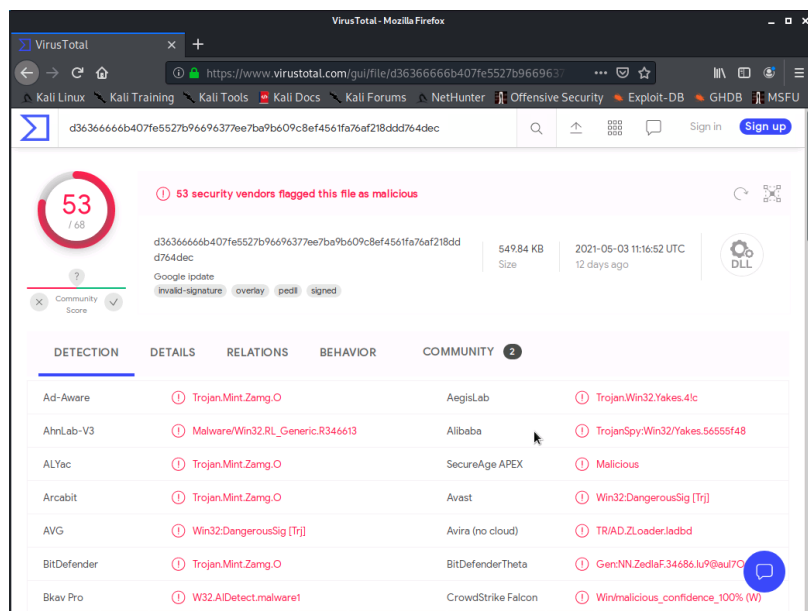 VirusTotal - Mozilla Firefox
VirusTotal
https://www.virustotal.com/gui/file/d36366666b407fe5527b9669637
Kali Linux Kali Training Kali Tools Kali Docs Kali Forums NetHunter Offensive Security Exploit-DB GHDB MSFU
d36366666b407fe5527b96696377ee7ba9b609c8ef4561fa76af218ddd764dec Sign in Sign up
53
/ 68
53 security vendors flagged this file as malicious
d36366666b407fe5527b96696377ee7ba9b609c8ef4561fa76af218dd
d764dec
Google ipdate
invalid-signature overlay pedll signed
549.84 KB
Size
2021-05-03 11:16:52 UTC
12 days ago
DLL
?
Community
Score
DETECTION DETAILS RELATIONS BEHAVIOR COMMUNITY 2
Ad-Aware Trojan.Mint.Zamg.O AegisLab Trojan.Win32.Yakes.4!c
AhnLab-V3 Malware/Win32.RL_Generic.R346613 Alibaba TrojanSpy:Win32/Yakes.56555f48
ALYac Trojan.Mint.Zamg.O SecureAge APEX Malicious
Arcabit Trojan.Mint.Zamg.O Avast Win32:DangerousSig [Trj]
AVG Win32:DangerousSig [Trj] Avira (no cloud) TR/AD.ZLoader.ladbd
BitDefender Trojan.Mint.Zamg.O BitDefenderTheta Gen:NN.ZedlaF.34686.lu9@aul7O
Bkav Pro W32.AIDetect.malware1 CrowdStrike Falcon Win/malicious_confidence_100% (W)